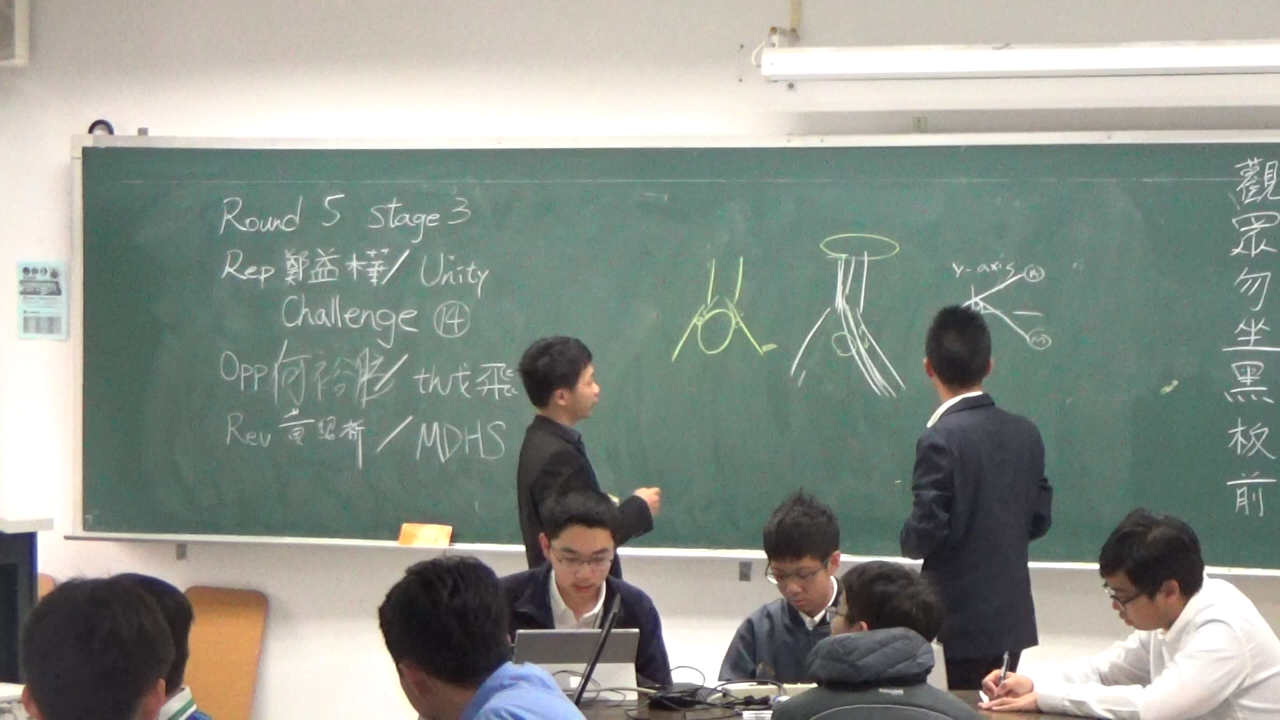 Round 5 stage 3
Rep 鄭益樺/ Unity
Challenge ⑭
Opp 何裕 /
Rev / MDHS
y-axis
n
m
觀眾勿坐黑板前